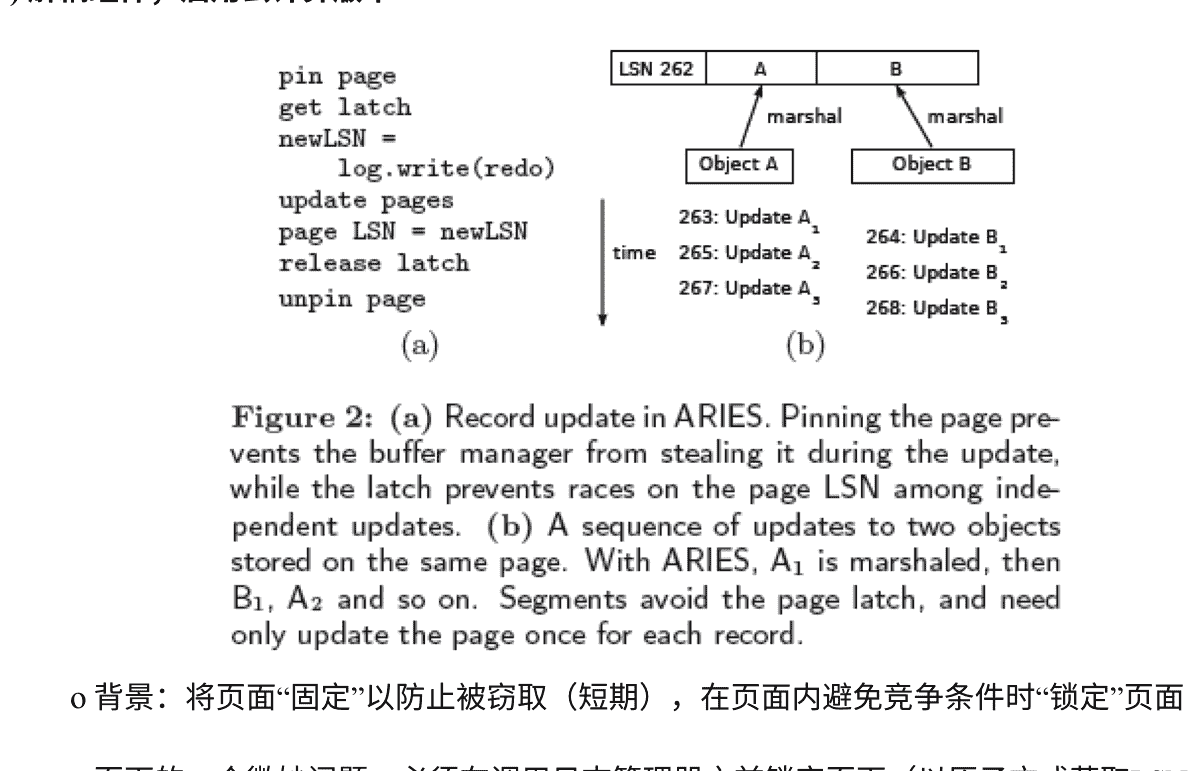 pin page
get latch
newLSN =
log.write(redo)
update pages
page LSN = newLSN
release latch
unpin page
(a)
LSN 262 A B
marshal marshal
Object A Object B
time
263: Update A1
264: Update B1
265: Update A2
266: Update B2
267: Update A3
268: Update B3
(b)
Figure 2: (a) Record update in ARIES. Pinning the page pre-
vents the buffer manager from stealing it during the update,
while the latch prevents races on the page LSN among inde-
pendent updates. (b) A sequence of updates to two objects
stored on the same page. With ARIES, A₁ is marshaled, then
B₁, A₂ and so on. Segments avoid the page latch, and need
only update the page once for each record.
o 背景：将页面“固定”以防止被窃取（短期），在页面内避免竞争条件时“锁定”页面